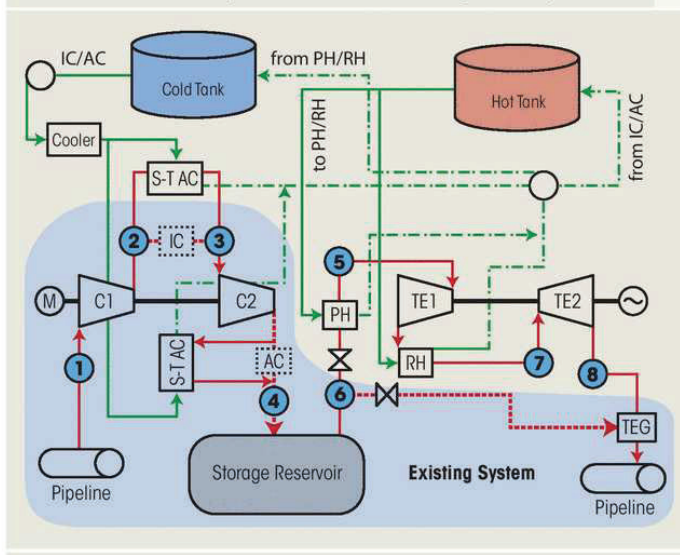 IC/AC
from PH/RH
Cold Tank
Hot Tank
Cooler
to PH/RH
from IC/AC
S-T AC
2
IC
3
5
M
C1
C2
PH
TE1
TE2
S-T AC
AC
RH
7
1
8
4
6
TEG
Storage Reservoir
Existing System
Pipeline
Pipeline